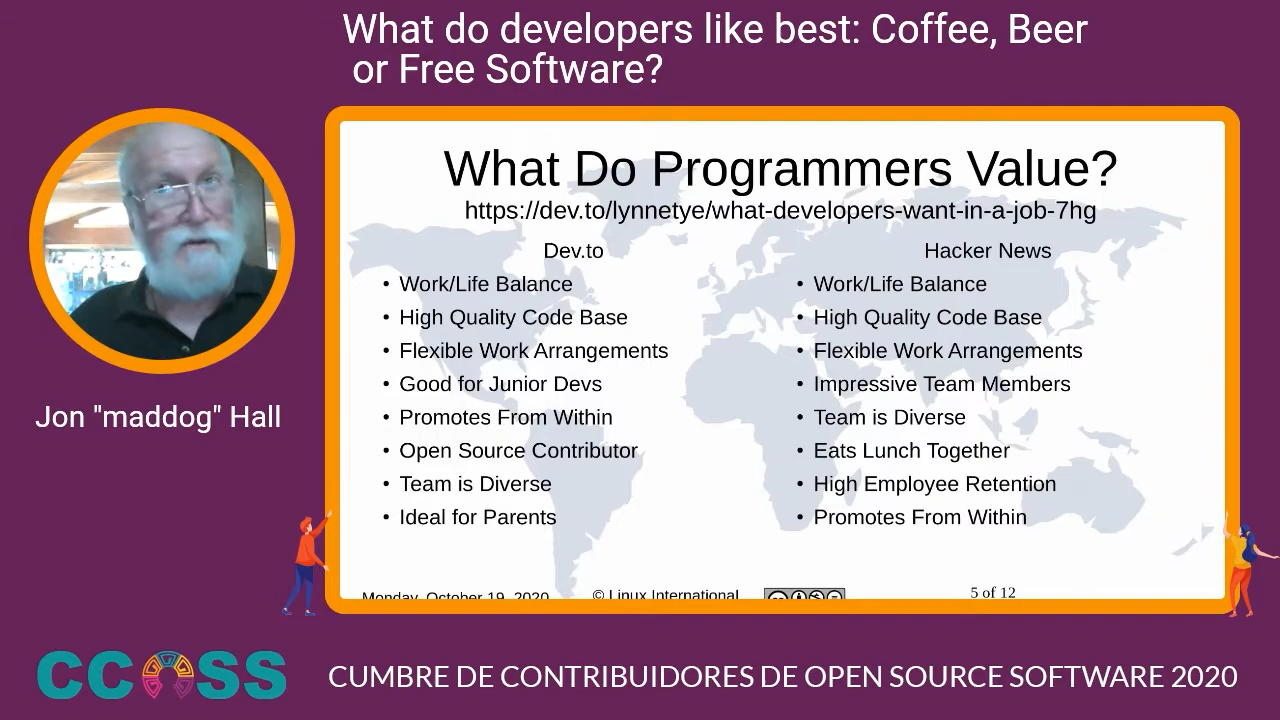 What do developers like best: Coffee, Beer
or Free Software?
What Do Programmers Value?
https://dev.to/lynnetye/what-developers-want-in-a-job-7hg
Dev.to
• Work/Life Balance
• High Quality Code Base
• Flexible Work Arrangements
• Good for Junior Devs
• Promotes From Within
• Open Source Contributor
• Team is Diverse
• Ideal for Parents
Hacker News
• Work/Life Balance
• High Quality Code Base
• Flexible Work Arrangements
• Impressive Team Members
• Team is Diverse
• Eats Lunch Together
• High Employee Retention
• Promotes From Within
Monday, October 19, 2020
© Linux International
5 of 12
Jon "maddog" Hall
CCOSS
CUMBRE DE CONTRIBUIDORES DE OPEN SOURCE SOFTWARE 2020